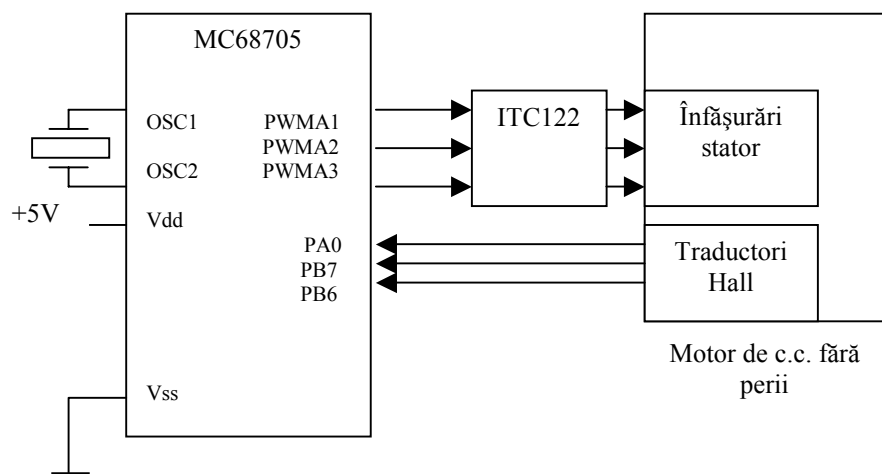 MC68705
OSC1
OSC2
+5V
Vdd
Vss
PWMA1
PWMA2
PWMA3
PA0
PB7
PB6
ITC122
Înfăşurări
stator
Traductori
Hall
Motor de c.c. fără
perii